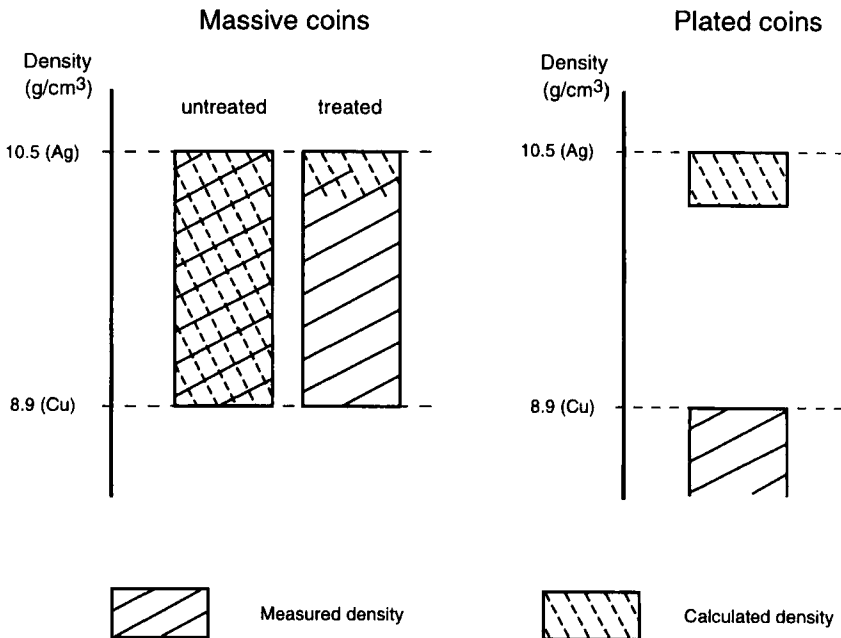 Massive coins
Density
(g/cm³)
untreated
treated
10.5 (Ag)
8.9 (Cu)
Plated coins
Density
(g/cm³)
10.5 (Ag)
8.9 (Cu)
Measured density
Calculated density